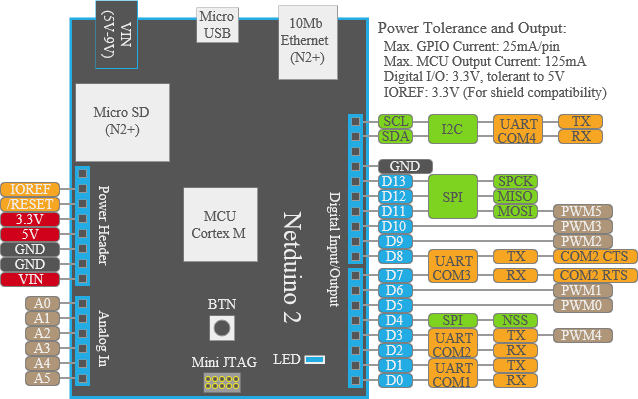 VIN
(5V-9V)
Micro
USB
10Mb
Ethernet
(N2+)
Power Tolerance and Output:
Max. GPIO Current: 25mA/pin
Max. MCU Output Current: 125mA
Digital I/O: 3.3V, tolerant to 5V
IOREF: 3.3V (For shield compatibility)
Micro SD
(N2+)
SCL I2C UART TX
SDA COM4 RX
GND
D13 SPI SPCK
D12 MISO
D11 MOSI PWM5
D10 PWM3
D9 PWM2
D8 UART TX COM2 CTS
D7 COM3 RX COM2 RTS
D6 PWM1
D5 PWM0
D4 SPI NSS
D3 UART TX PWM4
D2 COM2 RX
D1 UART TX
D0 COM1 RX
IOREF
/RESET
3.3V
5V
GND
GND
VIN
Power Header
A0
A1
A2
A3
A4
A5
Analog In
MCU
Cortex M
Netduino 2
Digital Input/Output
BTN
LED
Mini JTAG